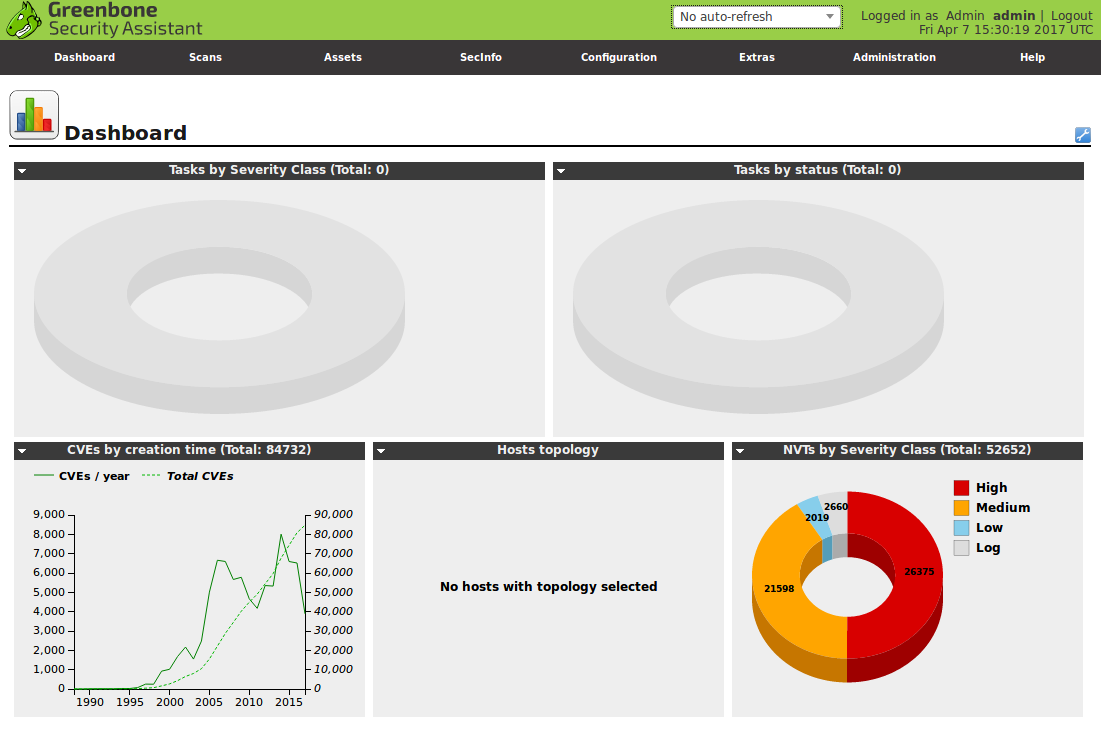 Greenbone
Security Assistant
No auto-refresh
Logged in as Admin admin | Logout
Fri Apr 7 15:30:19 2017 UTC
Dashboard Scans Assets SecInfo Configuration Extras Administration Help
Dashboard
Tasks by Severity Class (Total: 0)
Tasks by status (Total: 0)
CVEs by creation time (Total: 84732)
CVEs / year Total CVEs
9,000 90,000
8,000 80,000
7,000 70,000
6,000 60,000
5,000 50,000
4,000 40,000
3,000 30,000
2,000 20,000
1,000 10,000
0 0
1990 1995 2000 2005 2010 2015
Hosts topology
No hosts with topology selected
NVTs by Severity Class (Total: 52652)
High
Medium
Low
Log
2660
2019
26375
21598